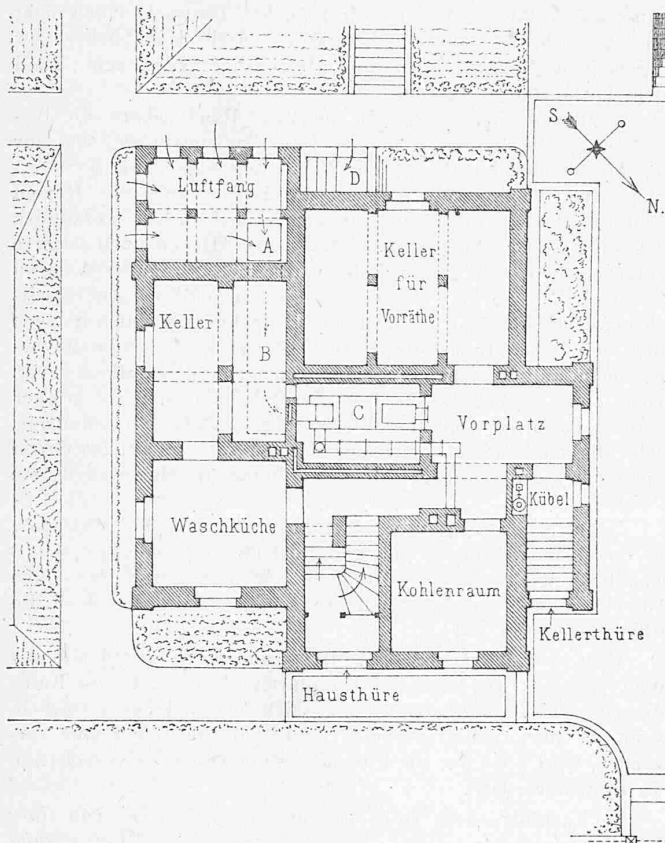 S.
N.
Luftfang
D
A
Keller
für
Vorräthe
Keller
B
C
Vorplatz
Kübel
Waschküche
Kohlenraum
Kellerthüre
Hausthüre